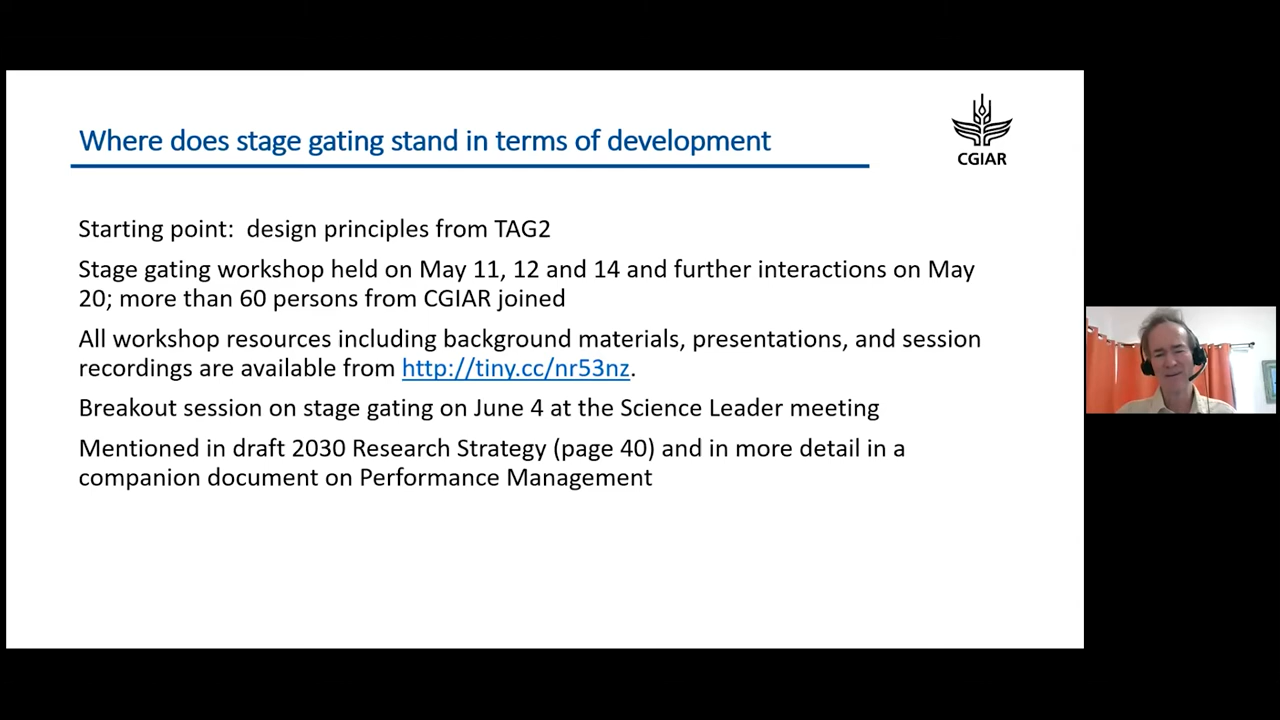 Where does stage gating stand in terms of development
CGIAR
Starting point:  design principles from TAG2
Stage gating workshop held on May 11, 12 and 14 and further interactions on May
20; more than 60 persons from CGIAR joined
All workshop resources including background materials, presentations, and session
recordings are available from http://tiny.cc/nr53nz.
Breakout session on stage gating on June 4 at the Science Leader meeting
Mentioned in draft 2030 Research Strategy (page 40) and in more detail in a
companion document on Performance Management